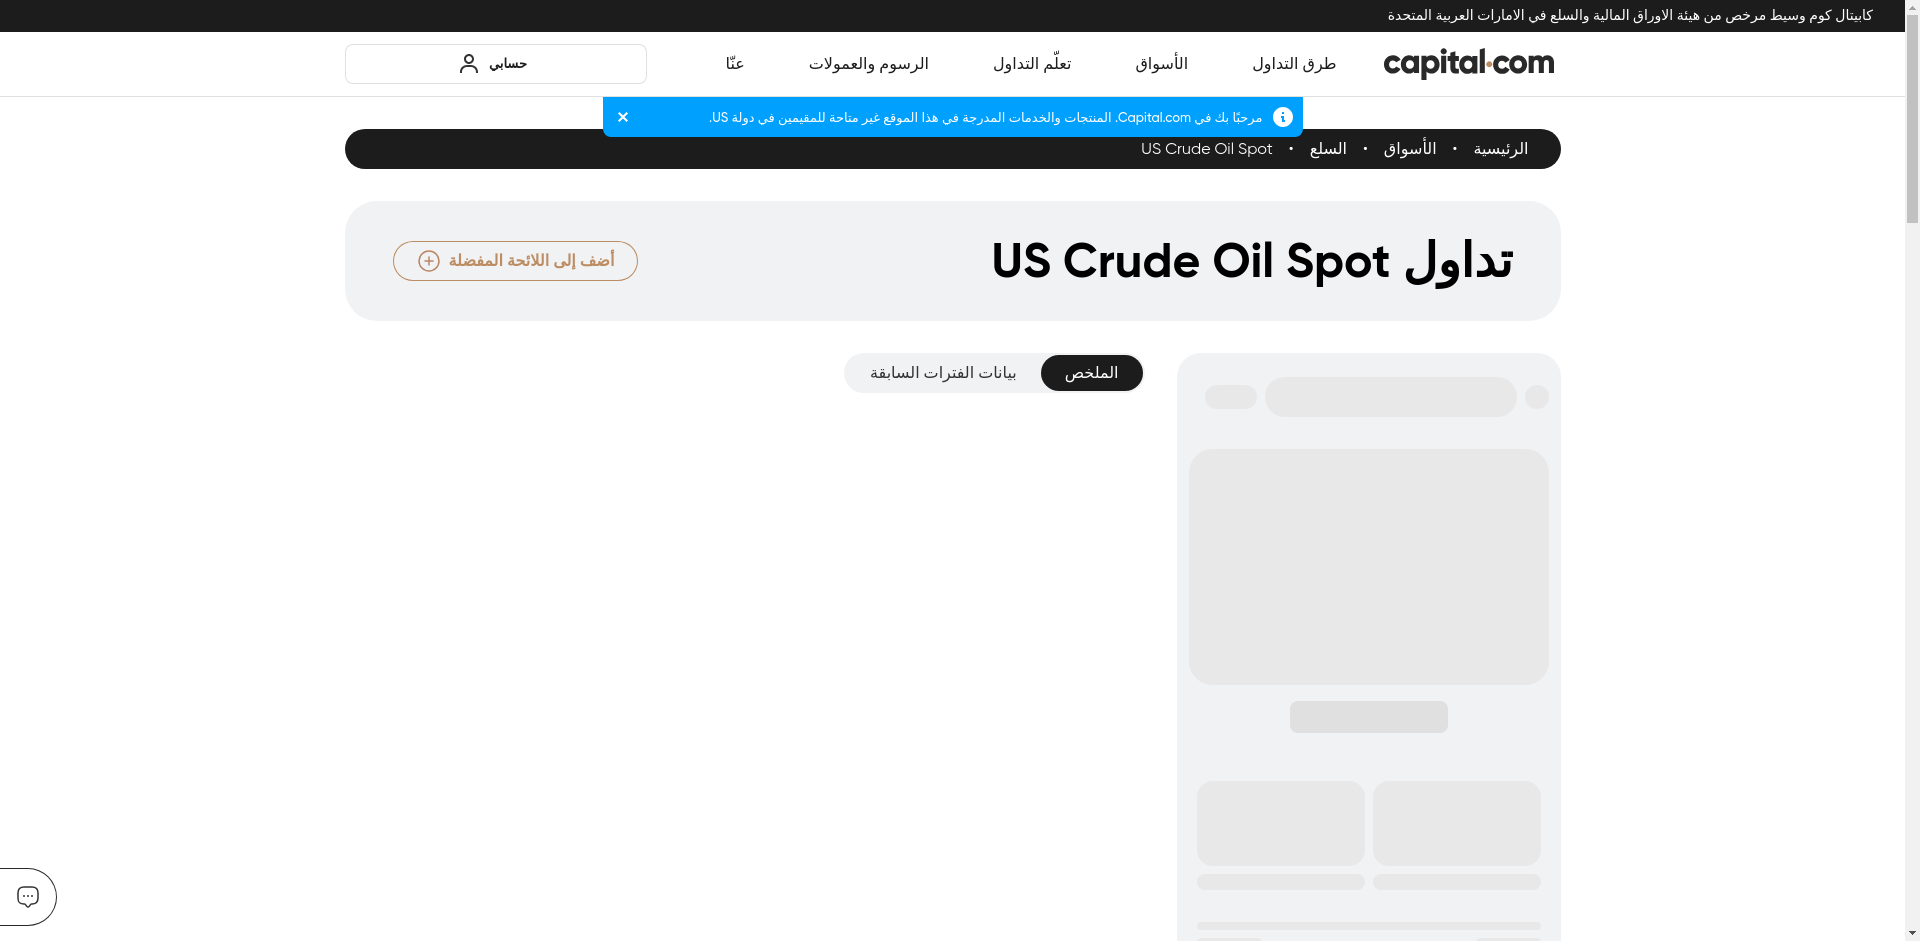 كابيتال كوم وسيط مرخص من هيئة الاوراق المالية والسلع في الامارات العربية المتحدة
capital.com
طرق التداول
الأسواق
تعلّم التداول
الرسوم والعمولات
عنّا
حسابي
مرحبًا بك في Capital.com. المنتجات والخدمات المدرجة في هذا الموقع غير متاحة للمقيمين في دولة US.
الرئيسية • الأسواق • السلع • US Crude Oil Spot
تداول US Crude Oil Spot
أضف إلى اللائحة المفضلة
الملخص
بيانات الفترات السابقة